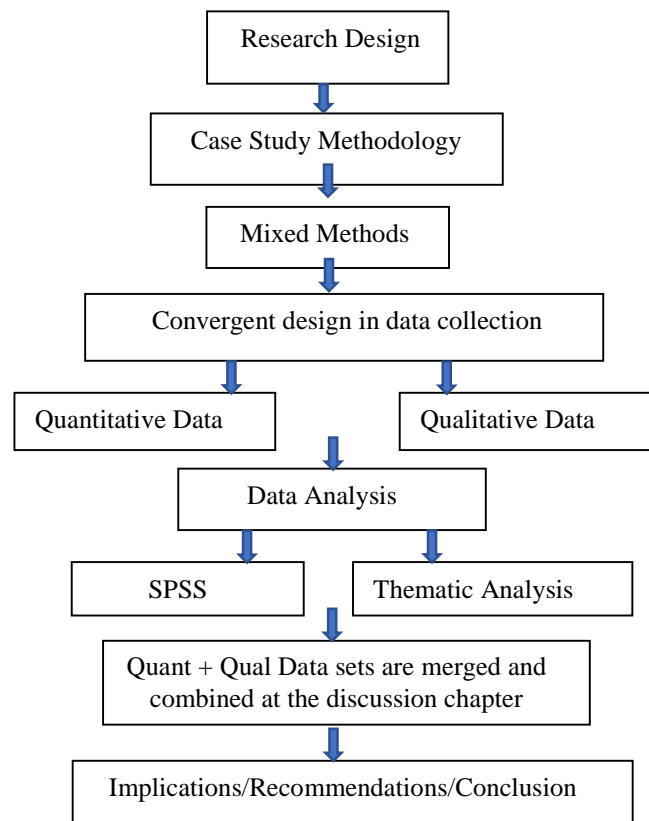 Research Design
Case Study Methodology
Mixed Methods
Convergent design in data collection
Quantitative Data
Qualitative Data
Data Analysis
SPSS
Thematic Analysis
Quant + Qual Data sets are merged and
combined at the discussion chapter
Implications/Recommendations/Conclusion